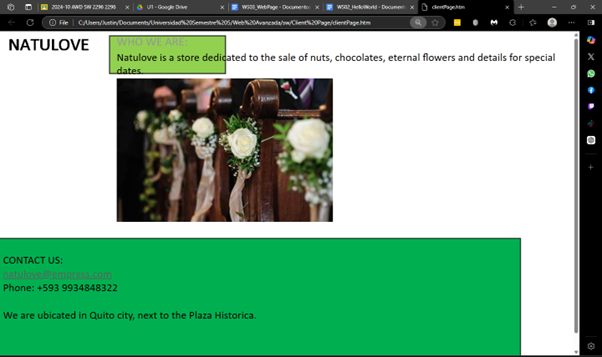 2024-10 AWD SW 2296 2296
U1 - Google Drive
WS03_WebPage - Documento
WS02_HelloWorld - Document
clientPage.htm
File
C:/Users/Justin/Documents/Universidad%20Semestre%205/Web%20Avanzada/sw/Client%20Page/clientPage.htm
NATULOVE
WHO WE ARE:
Natulove is a store dedicated to the sale of nuts, chocolates, eternal flowers and details for special
dates.
CONTACT US:
natulove@empress.com
Phone: +593 9934848322
We are ubicated in Quito city, next to the Plaza Historica.